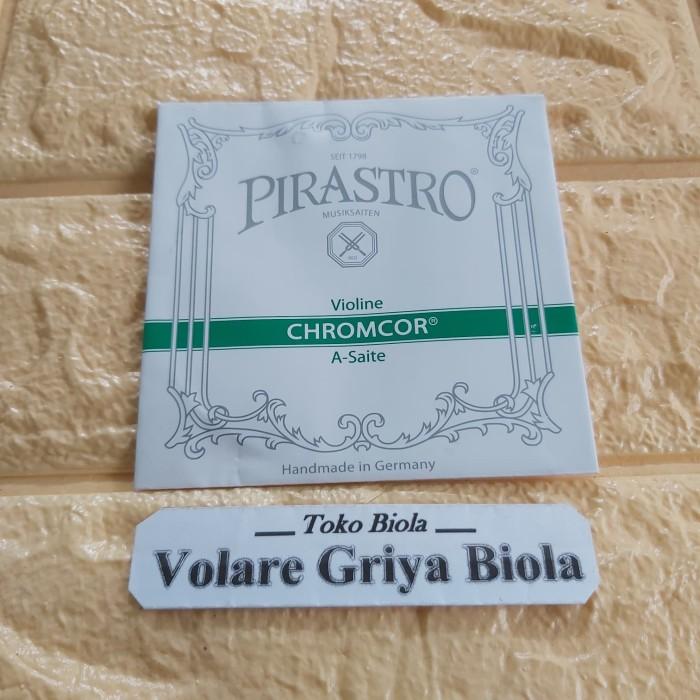 SEIT 1798
PIRASTRO®
MUSIKSAITEN
Violine
CHROMCOR®
A-Saite
Handmade in Germany
Toko Biola
Volare Griya Biola